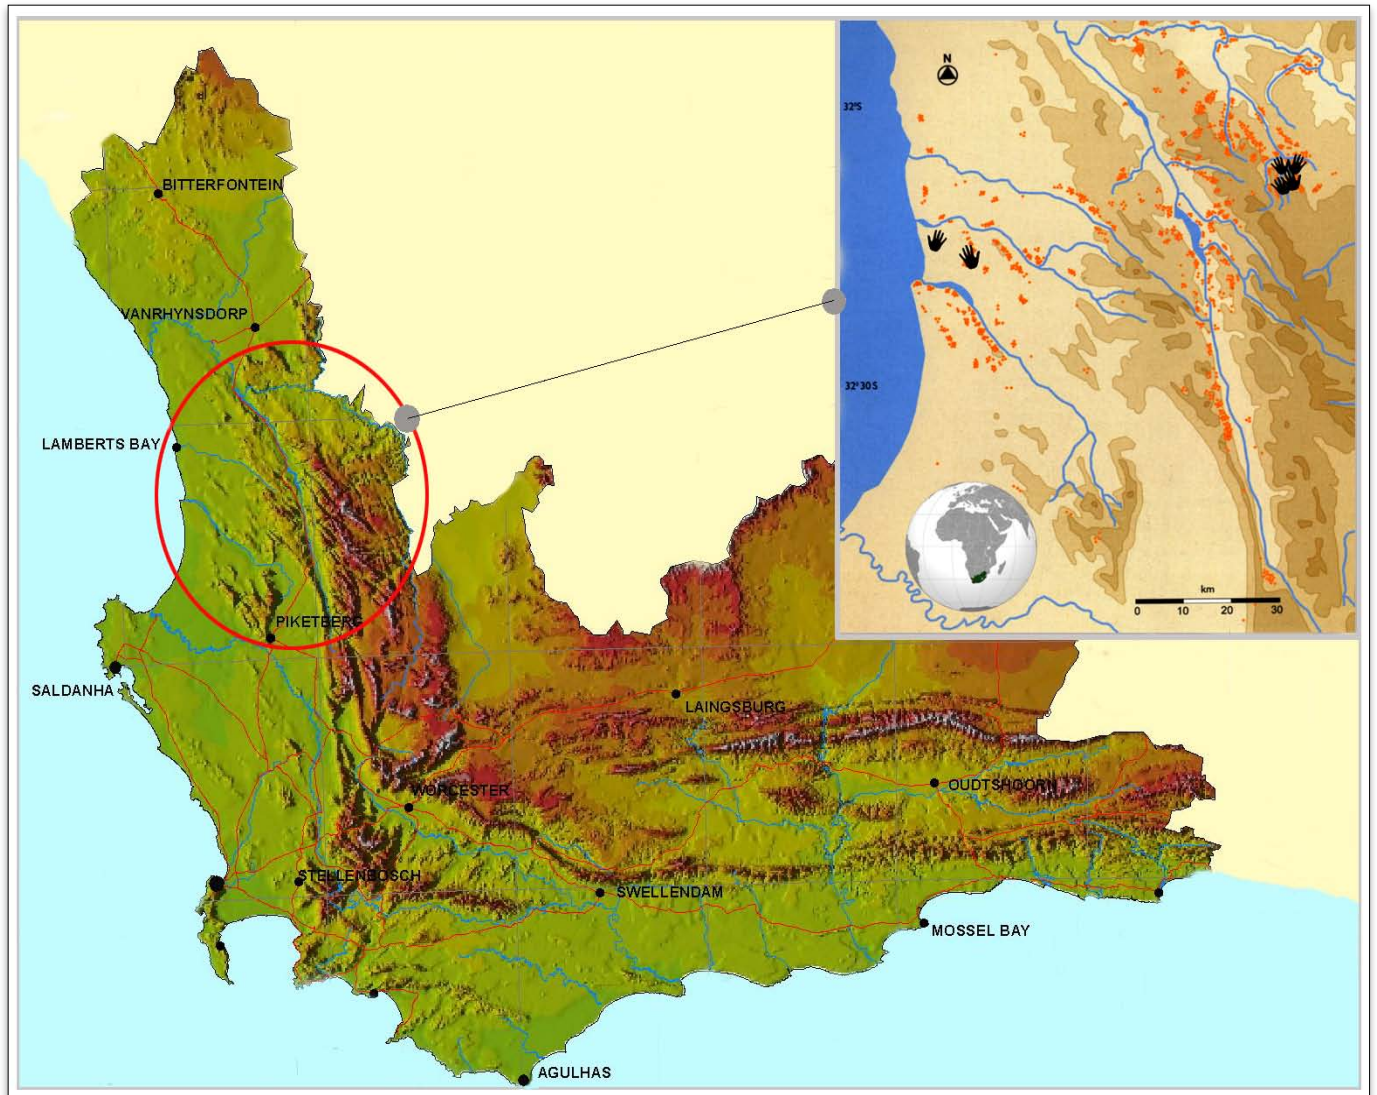 N
32°S
BITTERFONTEIN
VANRHYNSDORP
32°30S
LAMBERTS BAY
km
0 10 20 30
PIKETBERG
SALDANHA
LAINGSBURG
OUDTSHOORN
WORCESTER
STELLENBOSCH
SWELLENDAM
MOSSEL BAY
AGULHAS